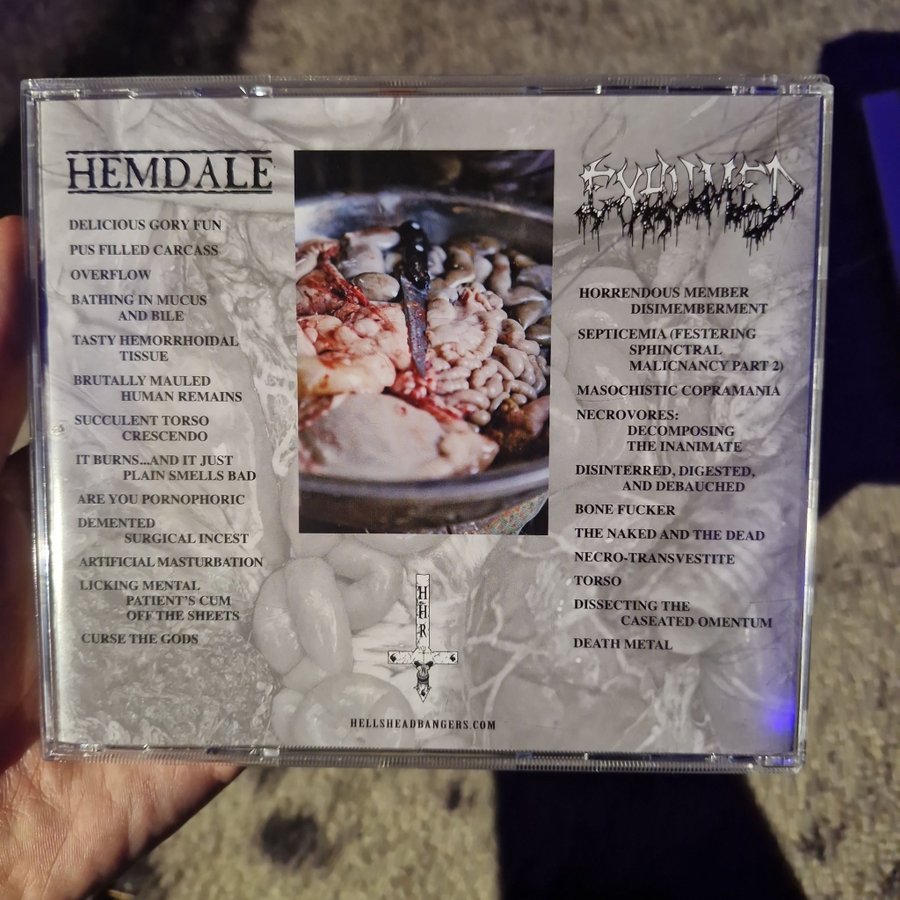 HEMDALE
DELICIOUS GORY FUN
PUS FILLED CARCASS
OVERFLOW
BATHING IN MUCUS
AND BILE
TASTY HEMORRHOIDAL
TISSUE
BRUTALLY MAULED
HUMAN REMAINS
SUCCULENT TORSO
CRESCENDO
IT BURNS...AND IT JUST
PLAIN SMELLS BAD
ARE YOU PORNOPHORIC
DEMENTED
SURGICAL INCEST
ARTIFICIAL MASTURBATION
LICKING MENTAL
PATIENT'S CUM
OFF THE SHEETS
CURSE THE GODS
EXHUMED
HORRENDOUS MEMBER
DISIMEMBERMENT
SEPTICEMIA (FESTERING
SPHINCTRAL
MALICNANCY PART 2)
MASOCHISTIC COPRAMANIA
NECROVORES:
DECOMPOSING
THE INANIMATE
DISINTERRED, DIGESTED,
AND DEBAUCHED
BONE FUCKER
THE NAKED AND THE DEAD
NECRO-TRANSVESTITE
TORSO
DISSECTING THE
CASEATED OMENTUM
DEATH METAL
HHR
HELLSHEADBANGERS.COM